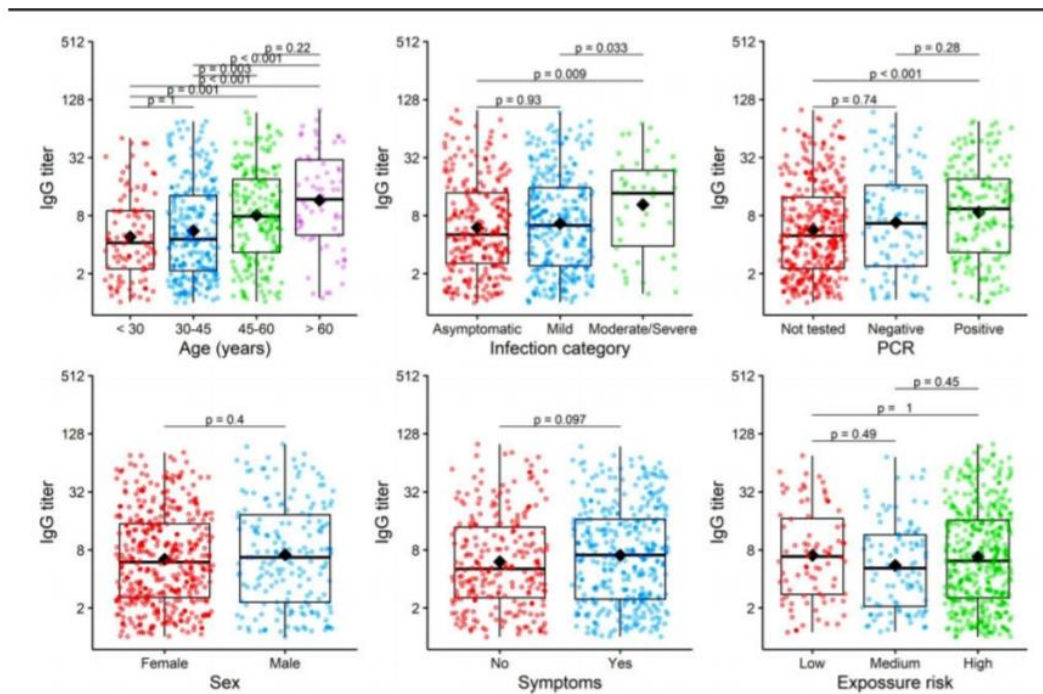 512
128
32
8
2
IgG titer
p = 0.22
p < 0.001
p = 0.003
p < 0.001
p = 0.001
p = 1
< 30 30-45 45-60 > 60
Age (years)
512
128
32
8
2
IgG titer
p = 0.033
p = 0.009
p = 0.93
Asymptomatic Mild Moderate/Severe
Infection category
512
128
32
8
2
IgG titer
p = 0.28
p < 0.001
p = 0.74
Not tested Negative Positive
PCR
512
128
32
8
2
IgG titer
p = 0.4
Female Male
Sex
512
128
32
8
2
IgG titer
p = 0.097
No Yes
Symptoms
512
128
32
8
2
IgG titer
p = 0.45
p = 1
p = 0.49
Low Medium High
Expossure risk